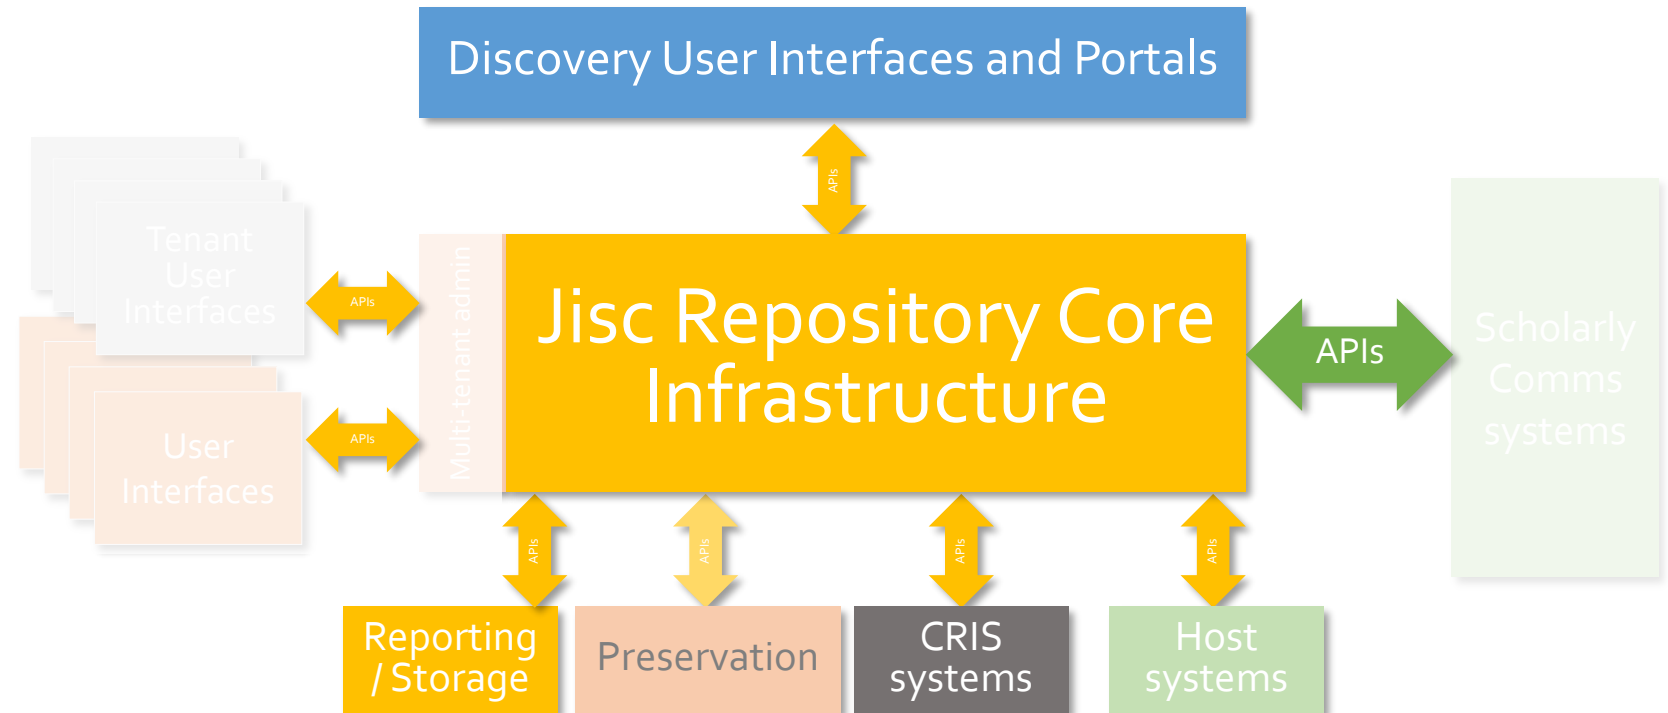 Discovery User Interfaces and Portals
APIs
Tenant
User
Interfaces
APIs
Multi-tenant admin
Jisc Repository Core
Infrastructure
APIs
Scholarly
Comms
systems
User
Interfaces
APIs
APIs
APIs
APIs
APIs
Reporting
/ Storage
Preservation
CRIS
systems
Host
systems